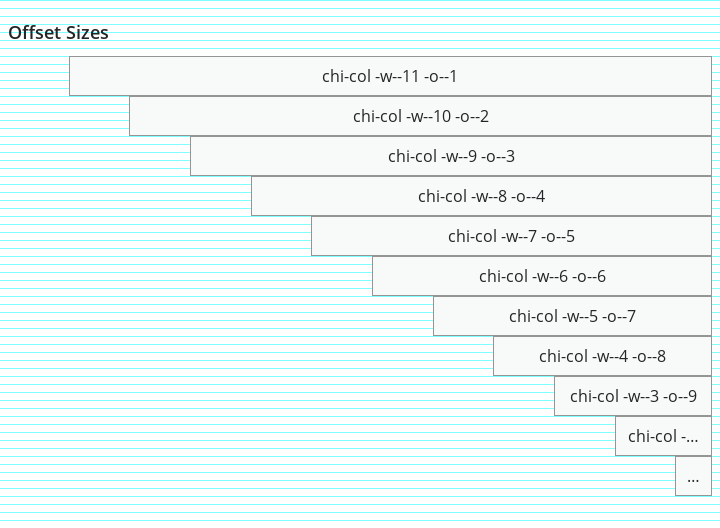 Offset Sizes
chi-col -w--11 -o--1
chi-col -w--10 -o--2
chi-col -w--9 -o--3
chi-col -w--8 -o--4
chi-col -w--7 -o--5
chi-col -w--6 -o--6
chi-col -w--5 -o--7
chi-col -w--4 -o--8
chi-col -w--3 -o--9
chi-col -...
...